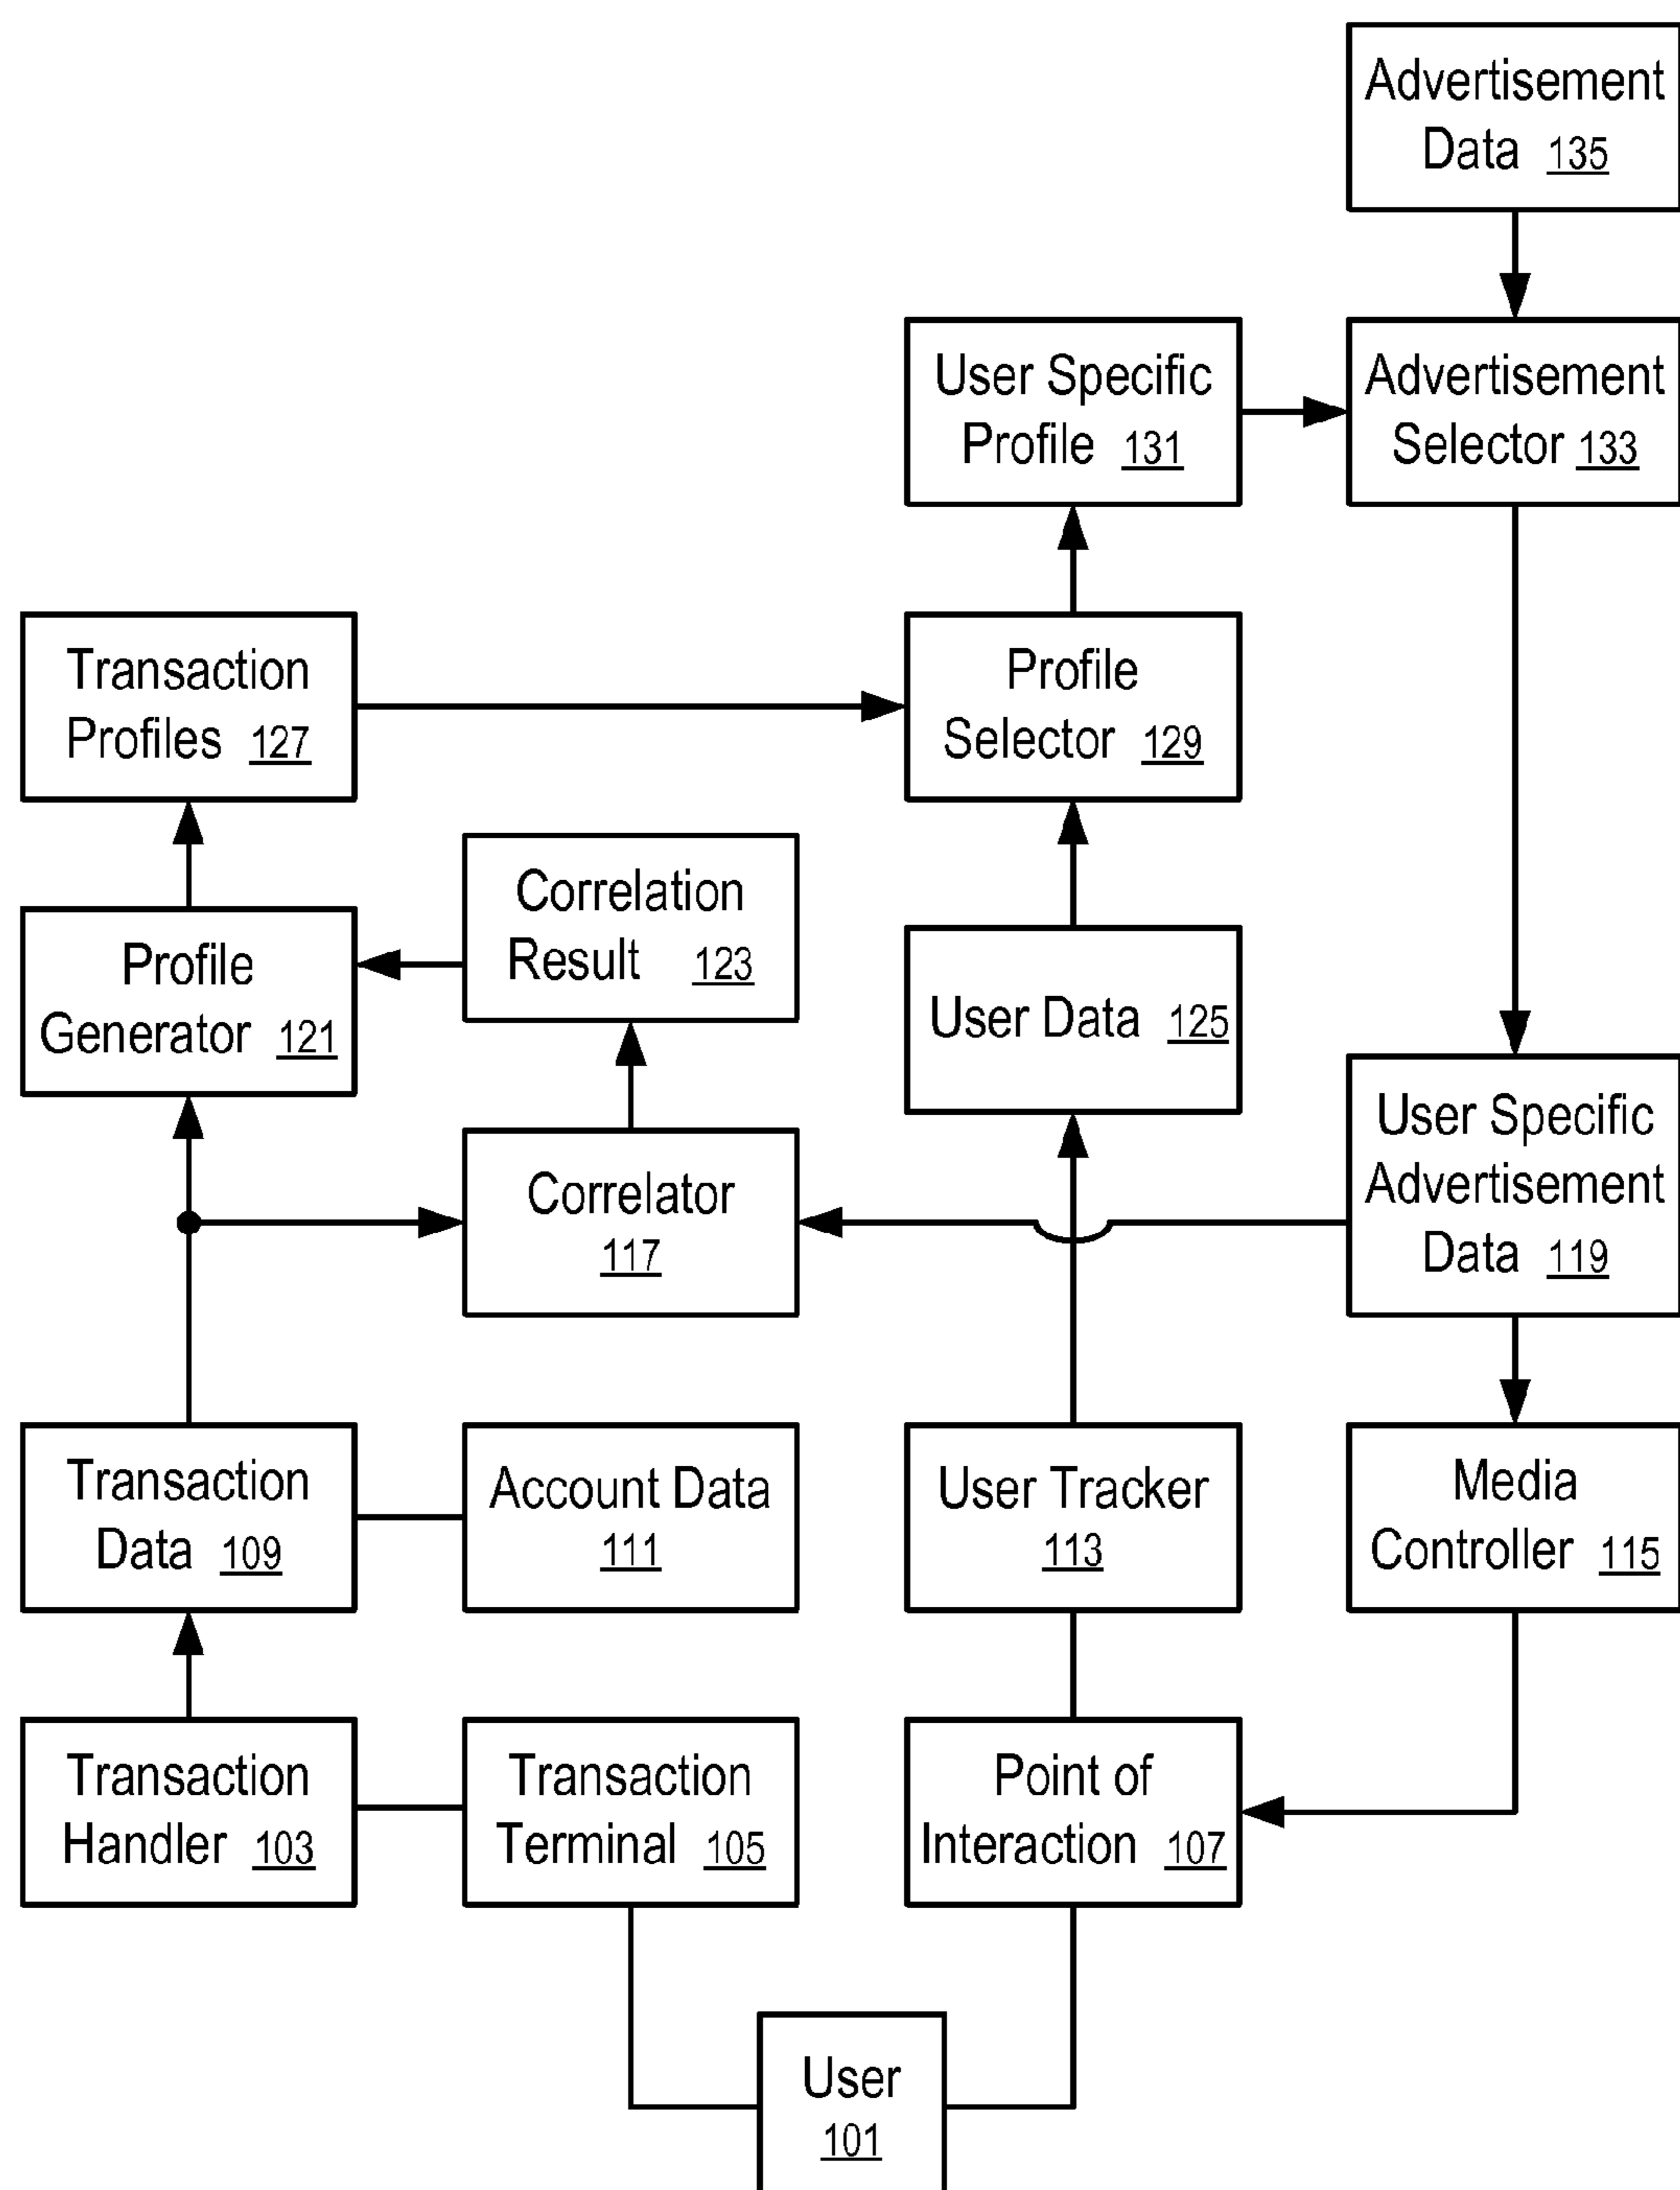 Advertisement
Data 135
User Specific
Profile 131
Advertisement
Selector 133
Transaction
Profiles 127
Profile
Selector 129
Correlation
Result 123
Profile
Generator 121
User Data 125
User Specific
Advertisement
Data 119
Correlator
117
Transaction
Data 109
Account Data
111
User Tracker
113
Media
Controller 115
Transaction
Handler 103
Transaction
Terminal 105
Point of
Interaction 107
User
101